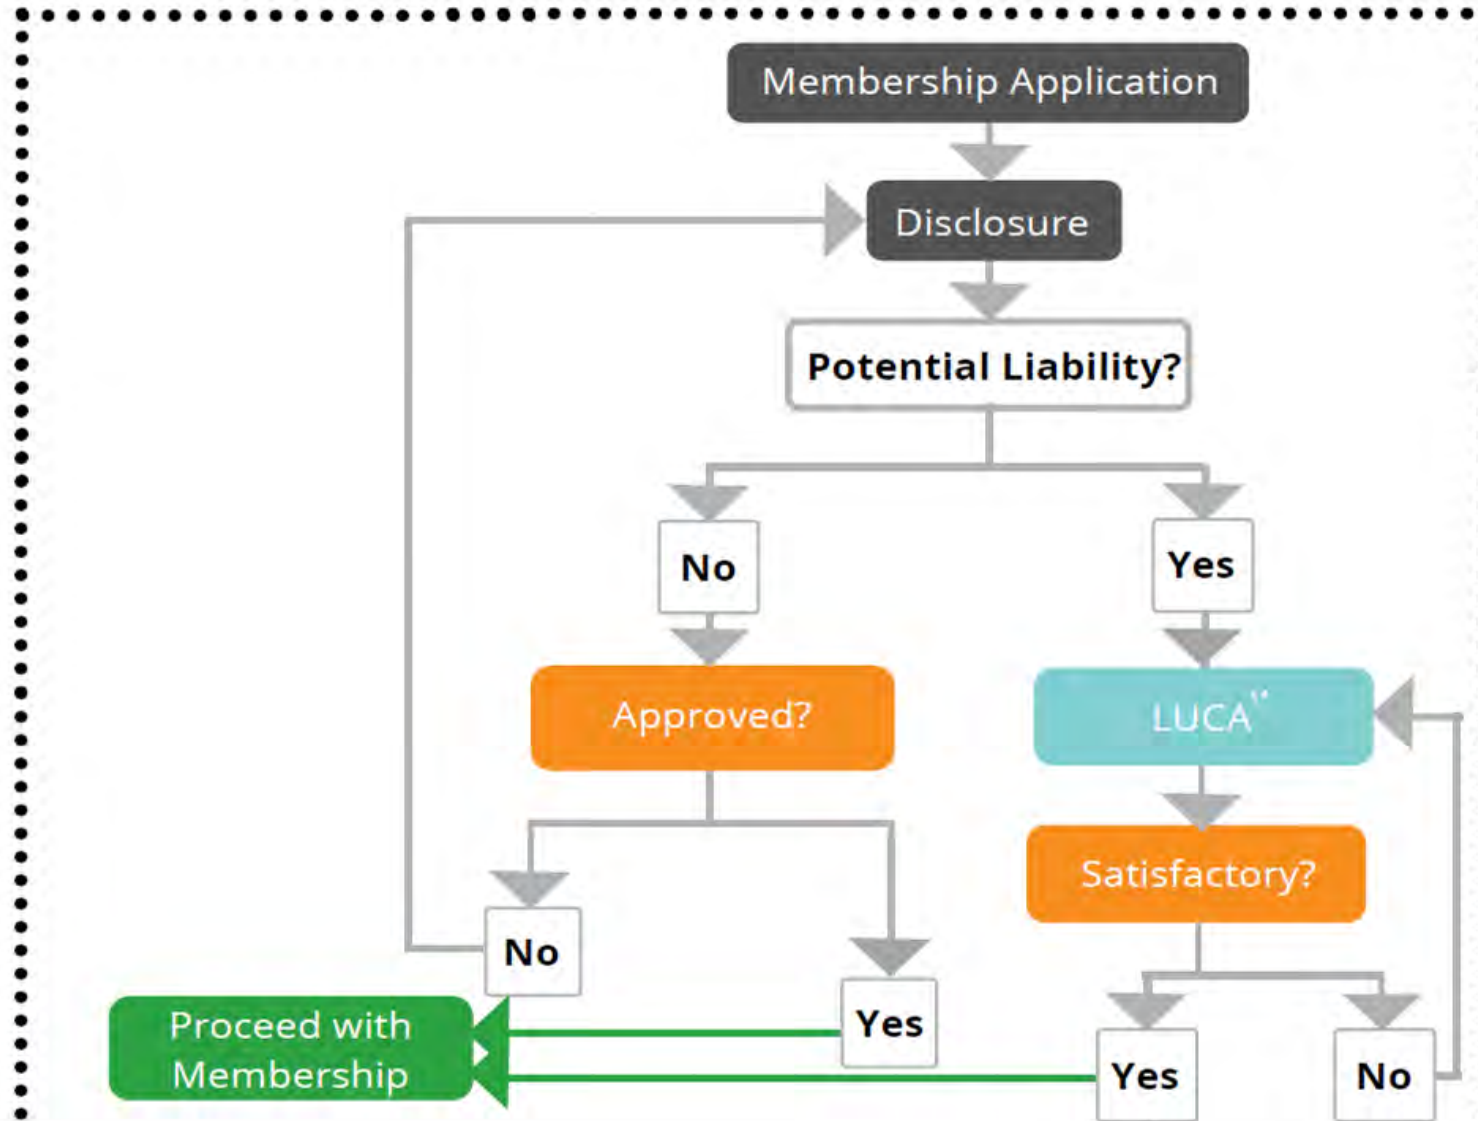 Membership Application
Disclosure
Potential Liability?
No
Yes
Approved?
LUCA
Satisfactory?
No
Yes
Proceed with
Membership
Yes
No